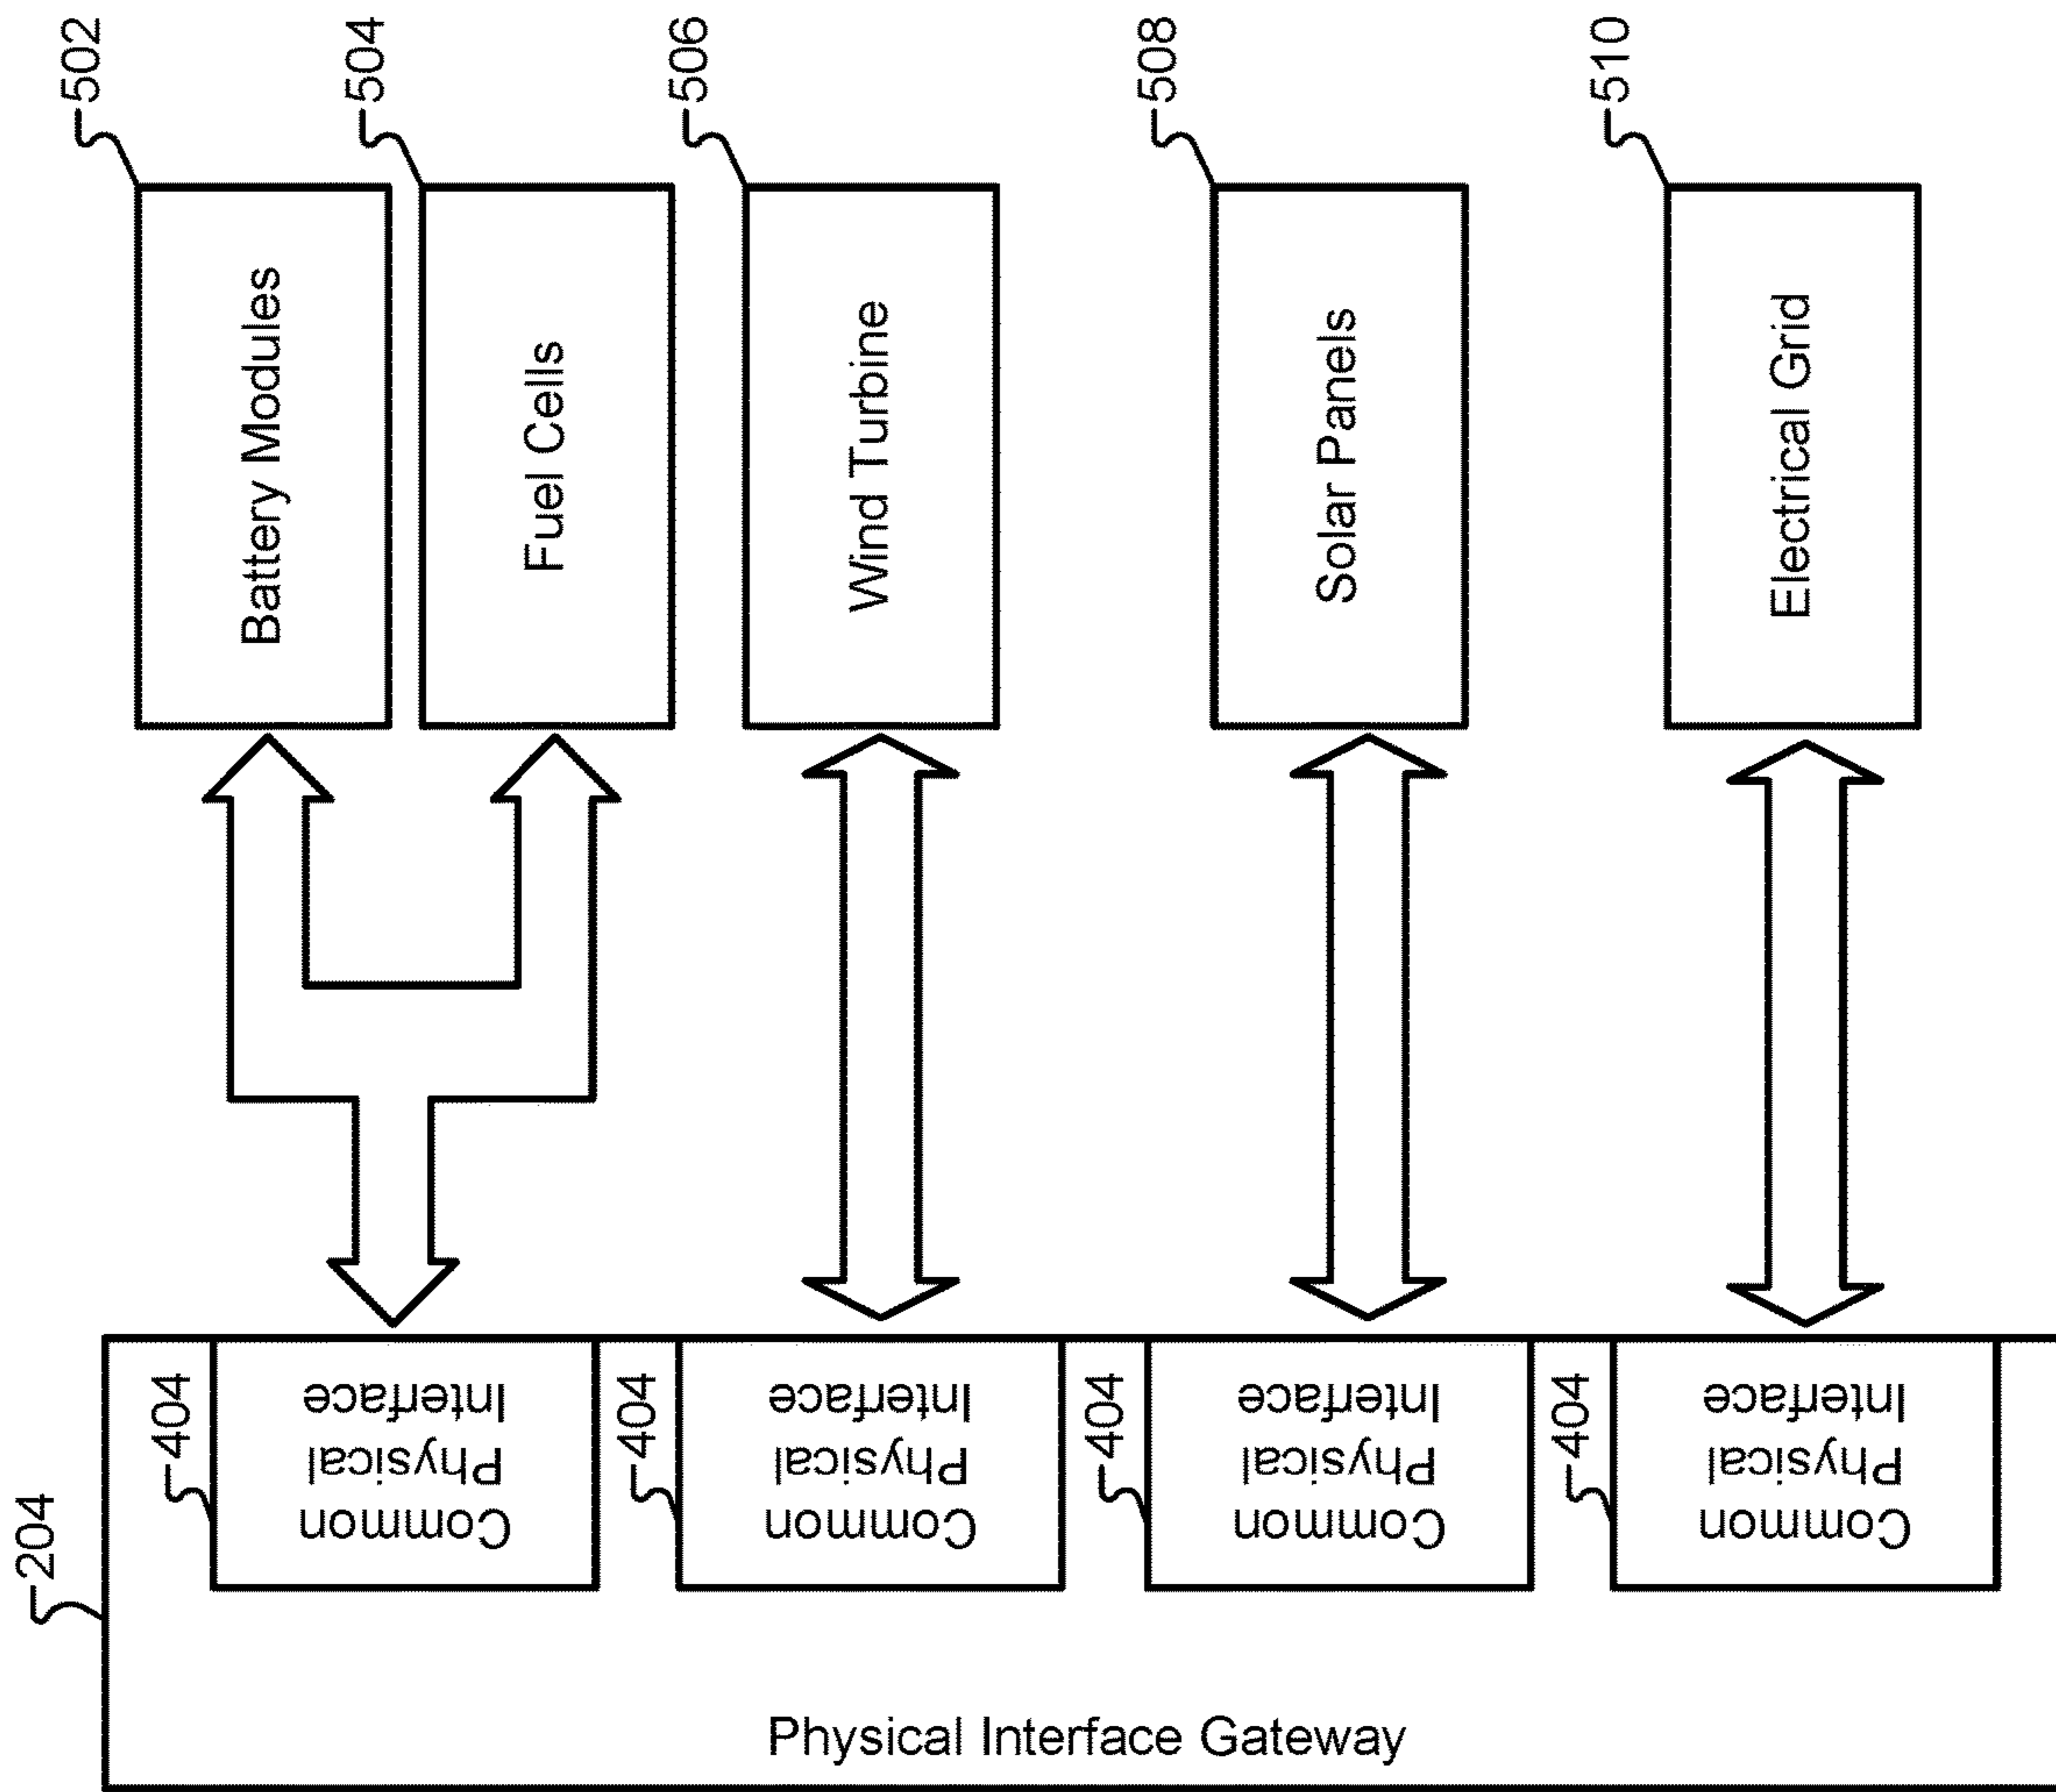 502
504
506
508
510
Battery Modules
Fuel Cells
Wind Turbine
Solar Panels
Electrical Grid
204
404
Common
Physical
Interface
404
Common
Physical
Interface
404
Common
Physical
Interface
404
Common
Physical
Interface
Physical Interface Gateway